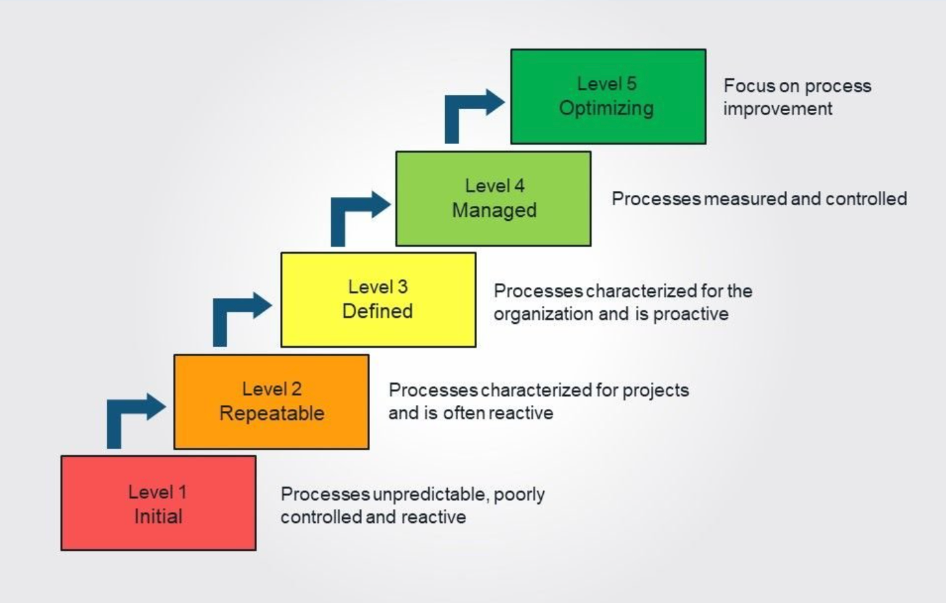 Level 5
Optimizing
Focus on process
improvement
Level 4
Managed
Processes measured and controlled
Level 3
Defined
Processes characterized for the
organization and is proactive
Level 2
Repeatable
Processes characterized for projects
and is often reactive
Level 1
Initial
Processes unpredictable, poorly
controlled and reactive